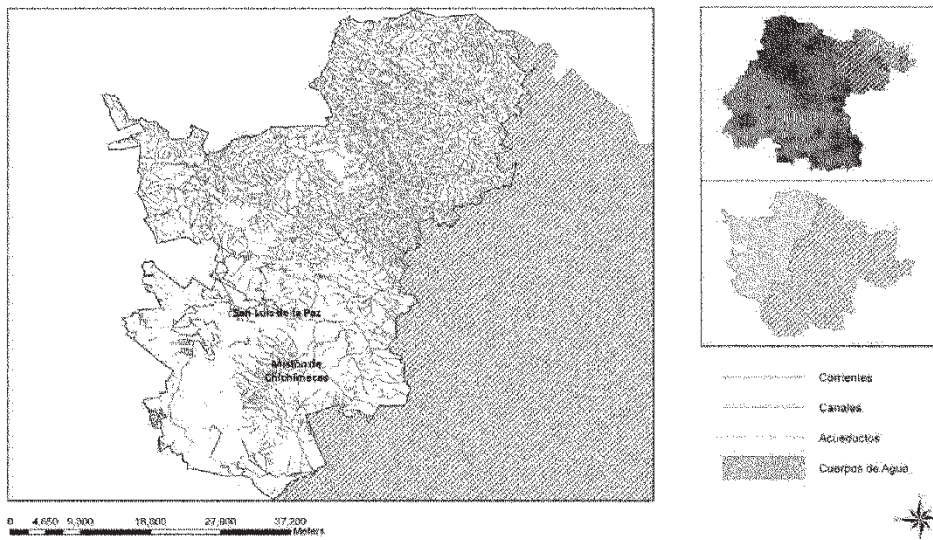 San Luis de la Paz
Misión de
Chichimecas
Corrientes
Canales
Acueductos
Cuerpos de Agua
0 4,650 9,300 18,600 27,900 37,200
Meters